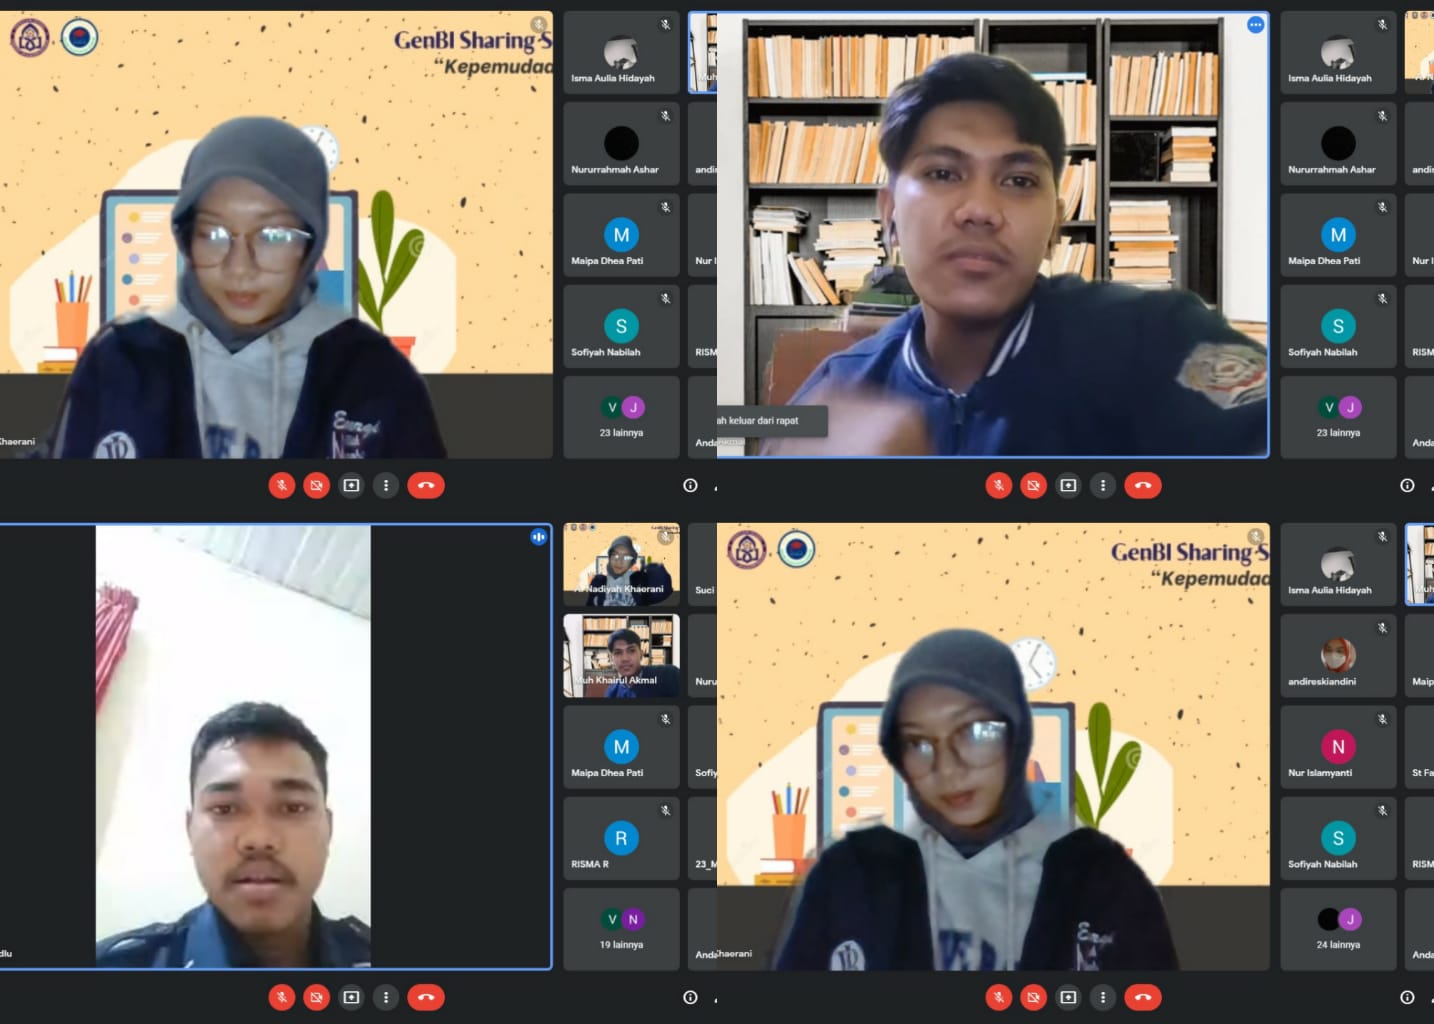 GenBI Sharing S
“Kepemudaa
Khaerani
Isma Aulia Hidayah
Nururrahmah Ashar
Maipa Dhea Pati
Sofiyah Nabilah
V
J
23 lainnya
Muh
andi
Nur I
RISM
Anda
M
S
ah keluar dari rapat
Isma Aulia Hidayah
Nururrahmah Ashar
M
Maipa Dhea Pati
S
Sofiyah Nabilah
V
J
23 lainnya
andi
Nur I
RISM
Anda
dlu
Nadiyah Khaerani
Muh Khairul Akmal
M
Maipa Dhea Pati
R
RISMA R
V
N
19 lainnya
Suci
Nuru
Sofiy
23_M
Anda
GenBI Sharing S
“Kepemudaa
Khaerani
Isma Aulia Hidayah
andireskiandini
N
Nur Islamyanti
S
Sofiyah Nabilah
J
24 lainnya
Muh
Maip
St Fa
RISM
Anda